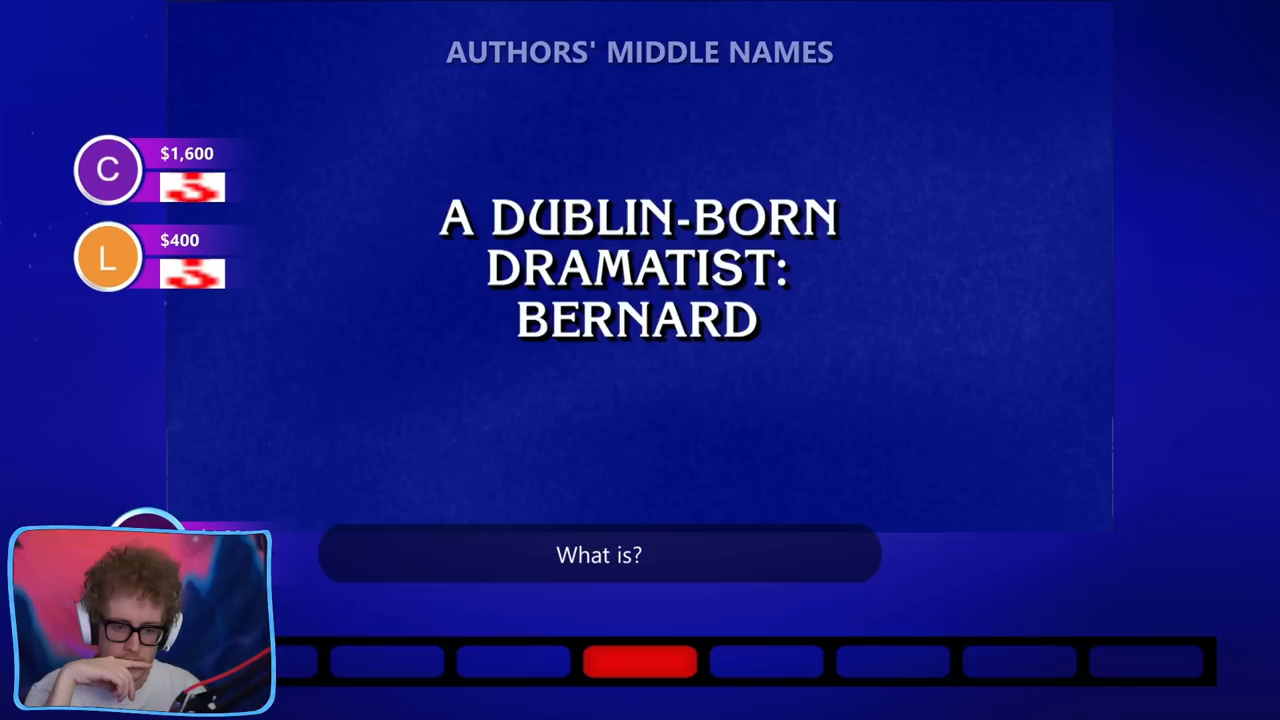 AUTHORS' MIDDLE NAMES
C
$1,600
L
$400
A DUBLIN-BORN
DRAMATIST:
BERNARD
What is?